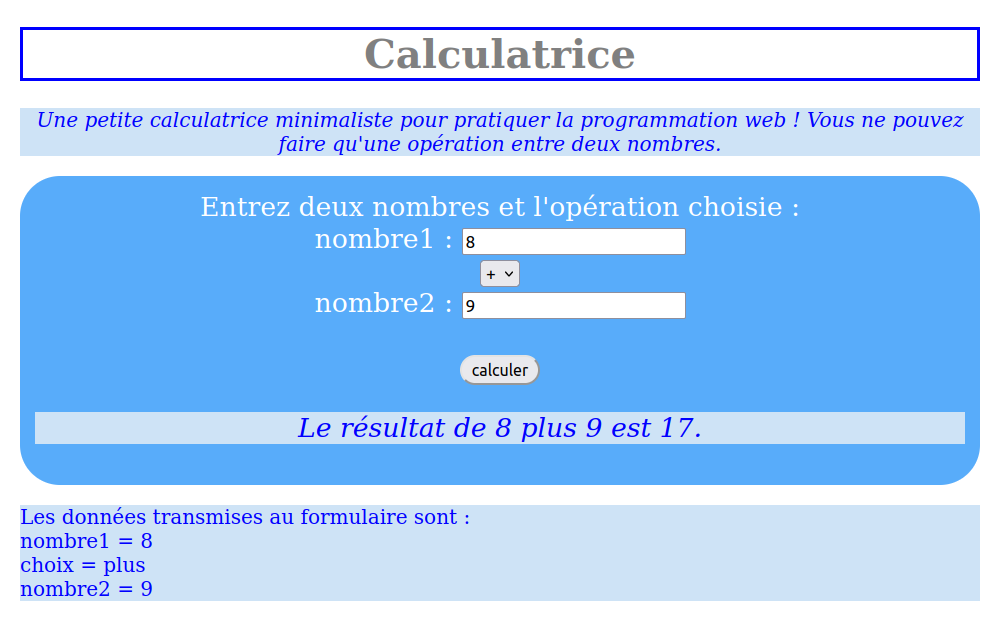 Calculatrice
Une petite calculatrice minimaliste pour pratiquer la programmation web ! Vous ne pouvez
faire qu'une opération entre deux nombres.
Entrez deux nombres et l'opération choisie :
nombre1 : 8
+
nombre2 : 9
calculer
Le résultat de 8 plus 9 est 17.
Les données transmises au formulaire sont :
nombre1 = 8
choix = plus
nombre2 = 9